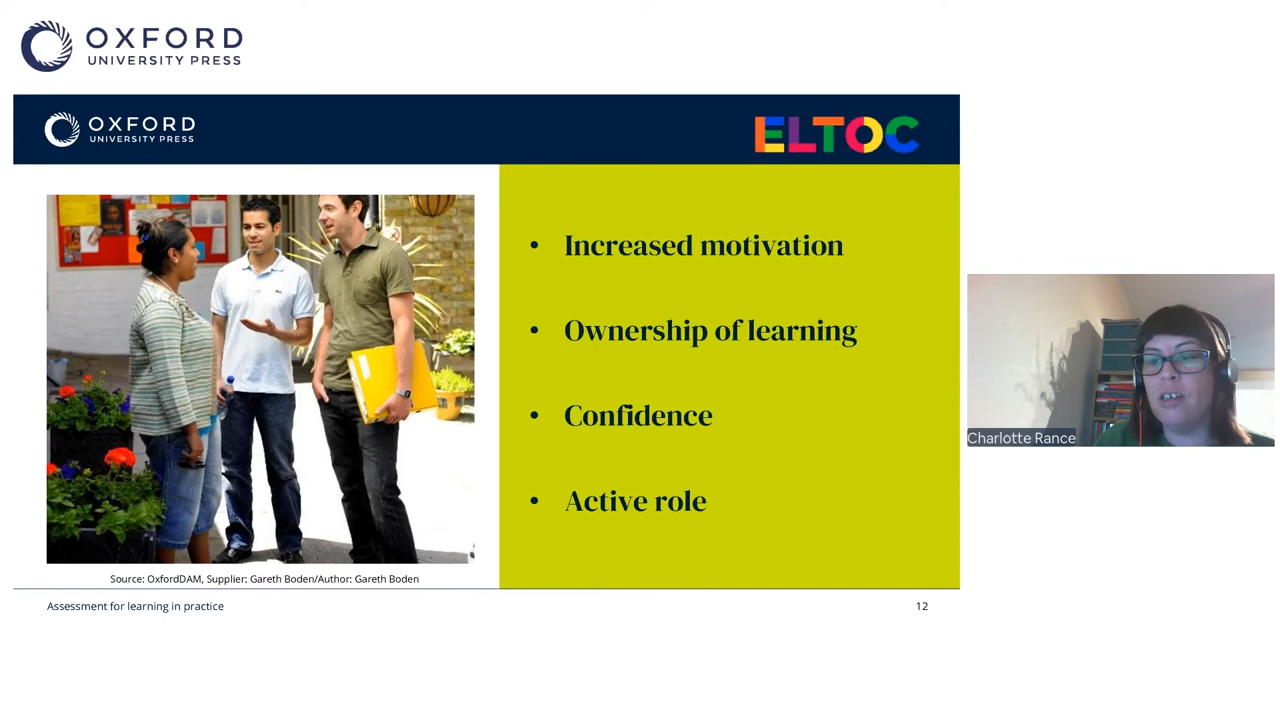 OXFORD
UNIVERSITY PRESS
OXFORD
UNIVERSITY PRESS
ELTOC
• Increased motivation
• Ownership of learning
• Confidence
• Active role
Source: OxfordDAM, Supplier: Gareth Boden/Author: Gareth Boden
Assessment for learning in practice
12
Charlotte Rance